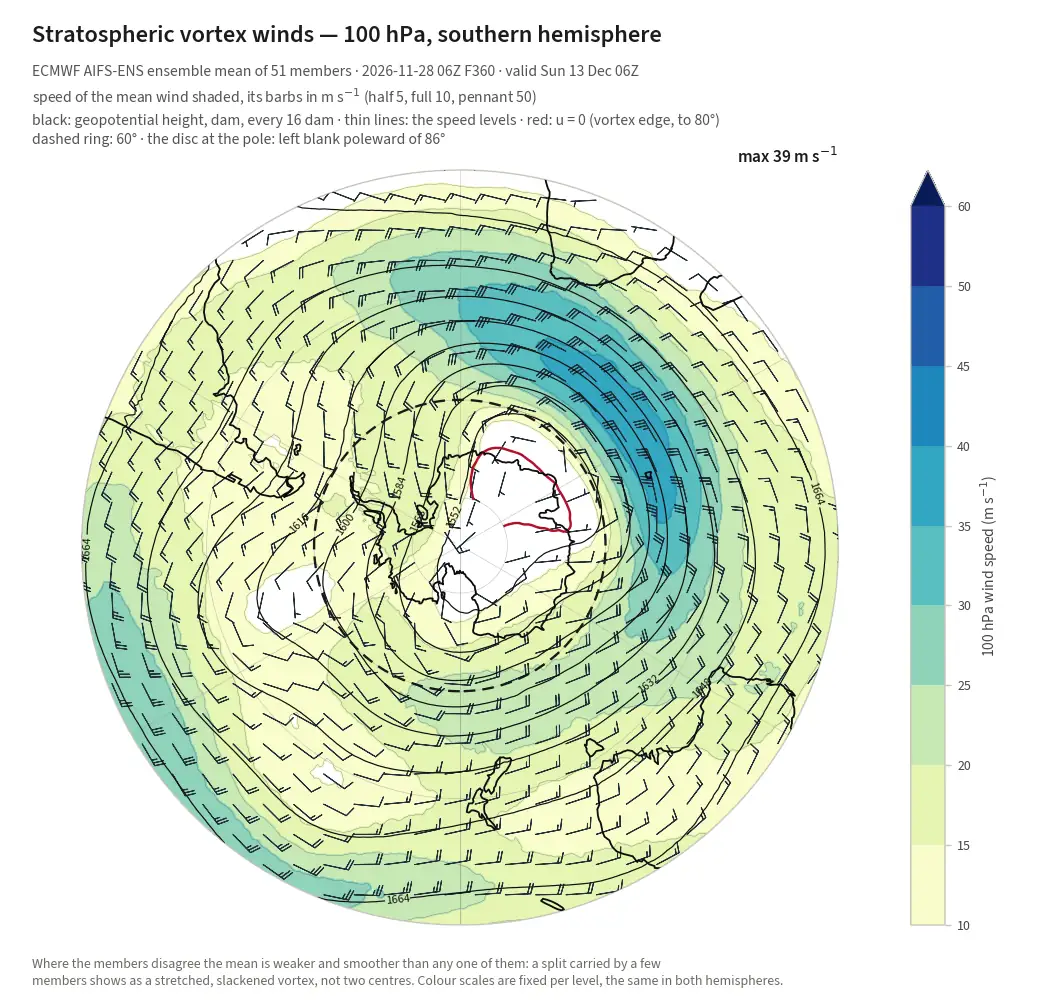 Stratospheric vortex winds — 100 hPa, southern hemisphere
ECMWF AIFS-ENS ensemble mean of 51 members · 2026-11-28 06Z F360 · valid Sun 13 Dec 06Z
speed of the mean wind shaded, its barbs in m s⁻¹ (half 5, full 10, pennant 50)
black: geopotential height, dam, every 16 dam · thin lines: the speed levels · red: u = 0 (vortex edge, to 80°)
dashed ring: 60° · the disc at the pole: left blank poleward of 86°
max 39 m s⁻¹
60
50
45
40
35
30
25
20
15
10
100 hPa wind speed (m s⁻¹)
1664
1584
1552
1616
1600
1664
1632
1648
1664
Where the members disagree the mean is weaker and smoother than any one of them: a split carried by a few
members shows as a stretched, slackened vortex, not two centres. Colour scales are fixed per level, the same in both hemispheres.